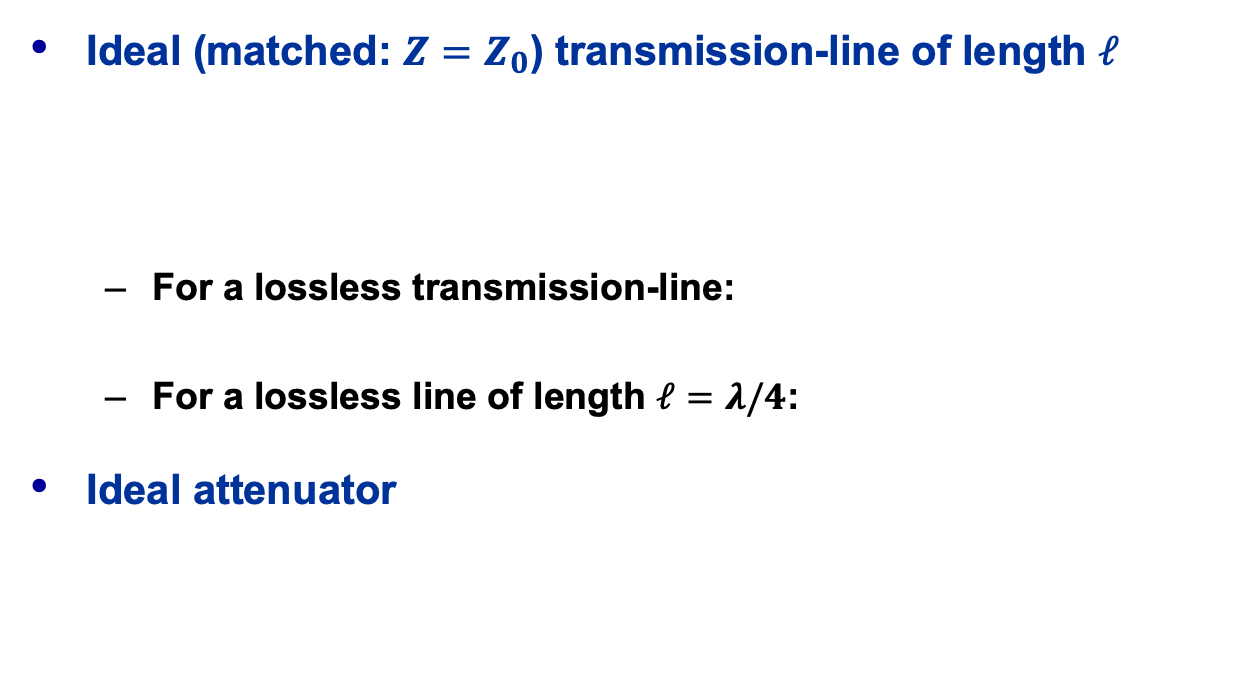 • Ideal (matched: 𝒁 = 𝒁₀) transmission-line of length ℓ
– For a lossless transmission-line:
– For a lossless line of length ℓ = λ/4:
• Ideal attenuator